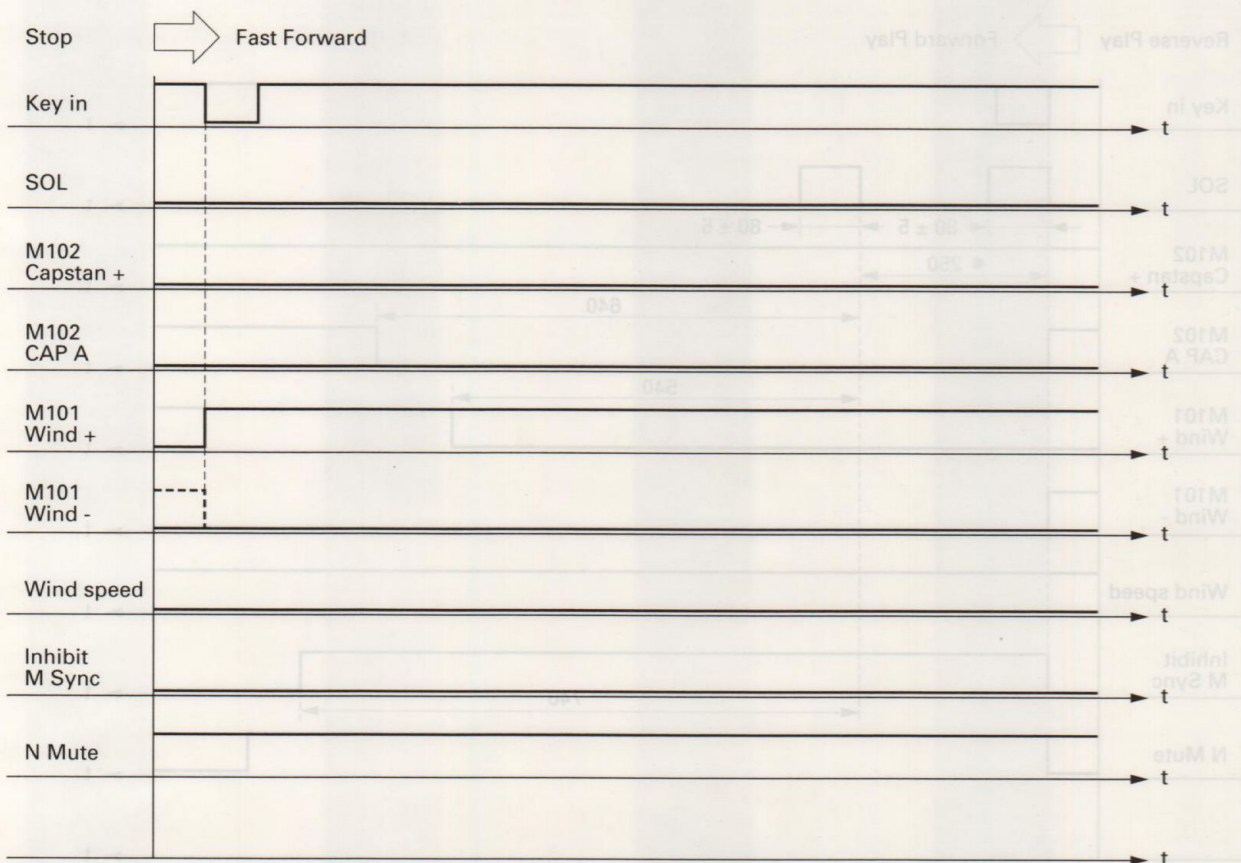 Stop Fast Forward
Key in
t
SOL
t
M102
Capstan +
t
M102
CAP A
t
M101
Wind +
t
M101
Wind -
t
Wind speed
t
Inhibit
M Sync
t
N Mute
t
t